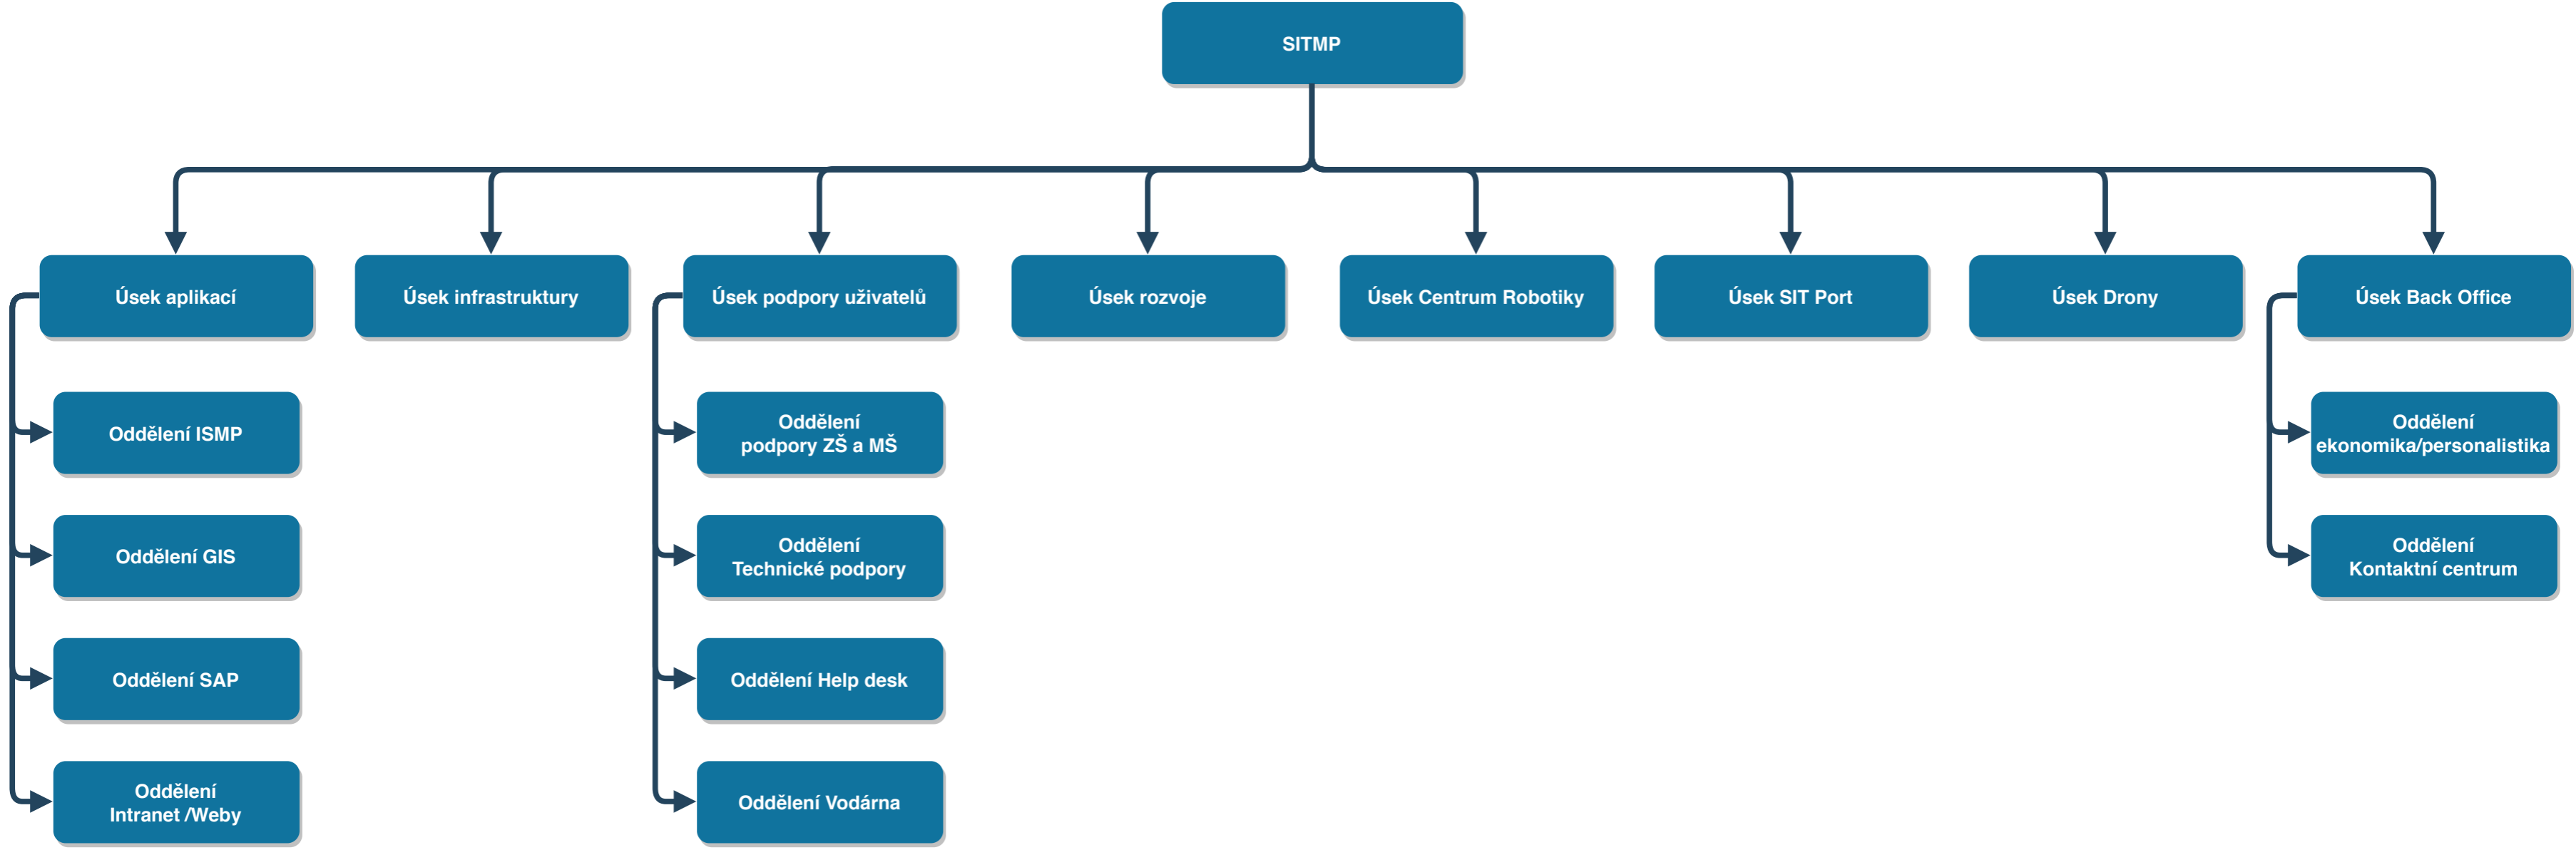 SITMP
Úsek aplikací
Úsek infrastruktury
Úsek podpory uživatelů
Úsek rozvoje
Úsek Centrum Robotiky
Úsek SIT Port
Úsek Drony
Úsek Back Office
Oddělení ISMP
Oddělení GIS
Oddělení SAP
Oddělení
Intranet /Weby
Oddělení
podpory ZŠ a MŠ
Oddělení
Technické podpory
Oddělení Help desk
Oddělení Vodárna
Oddělení
ekonomika/personalistika
Oddělení
Kontaktní centrum